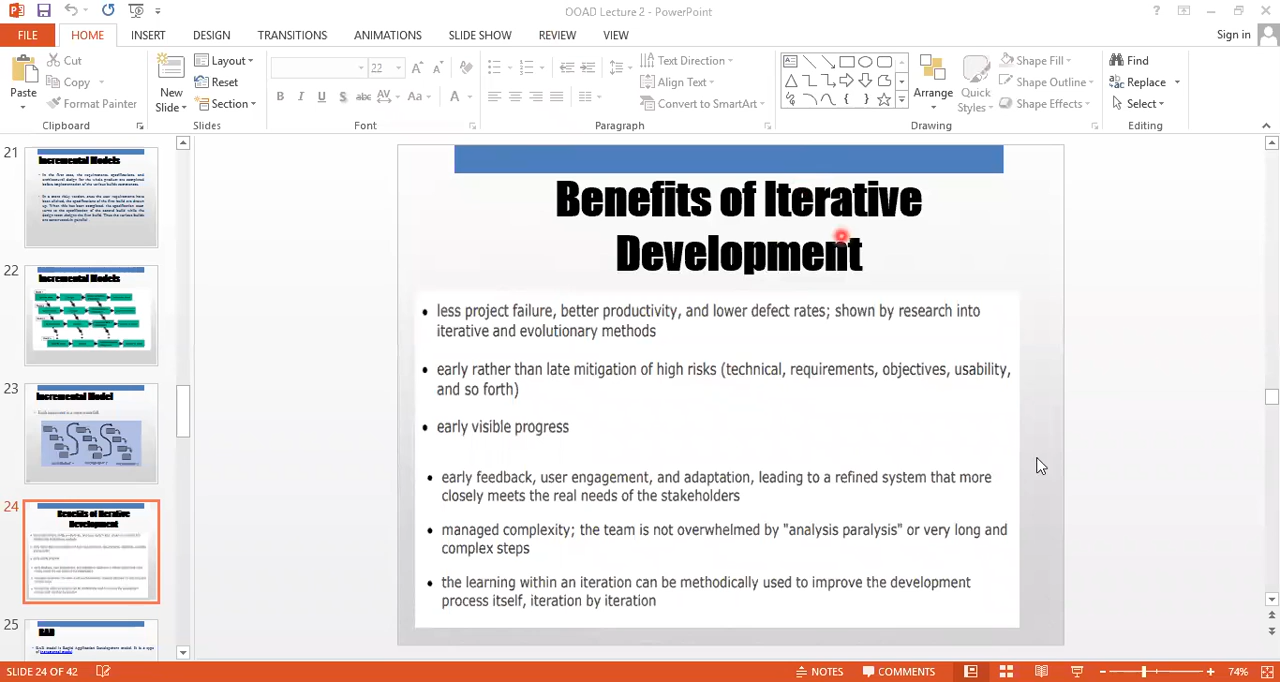 OOAD Lecture 2 - PowerPoint
FILE HOME INSERT DESIGN TRANSITIONS ANIMATIONS SLIDE SHOW REVIEW VIEW Sign in
Paste Cut Copy Format Painter
Clipboard
New Slide Layout Reset Section
Slides
22
B I U S abc AV Aa A
Font
Text Direction
Align Text
Convert to SmartArt
Paragraph
Arrange Quick Styles Shape Fill Shape Outline Shape Effects
Drawing
Find
Replace
Select
Editing
21
Incremental Models
22
Incremental Models
23
Incremental Model
24
Benefits of Iterative
Development
25
RAD
Benefits of Iterative
Development
• less project failure, better productivity, and lower defect rates; shown by research into
iterative and evolutionary methods
• early rather than late mitigation of high risks (technical, requirements, objectives, usability,
and so forth)
• early visible progress
• early feedback, user engagement, and adaptation, leading to a refined system that more
closely meets the real needs of the stakeholders
• managed complexity; the team is not overwhelmed by "analysis paralysis" or very long and
complex steps
• the learning within an iteration can be methodically used to improve the development
process itself, iteration by iteration
SLIDE 24 OF 42 NOTES COMMENTS 74%